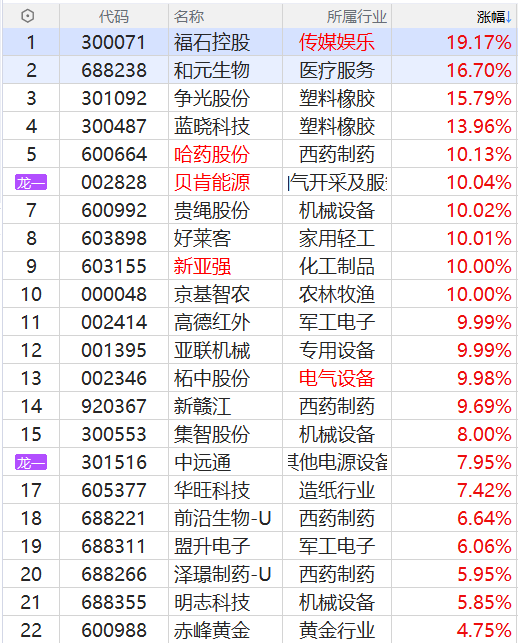 代码 名称 所属行业 涨幅↓
1 300071 福石控股 传媒娱乐 19.17%
2 688238 和元生物 医疗服务 16.70%
3 301092 争光股份 塑料橡胶 15.79%
4 300487 蓝晓科技 塑料橡胶 13.96%
5 600664 哈药股份 西药制药 10.13%
龙一 002828 贝肯能源 气开采及服 10.04%
7 600992 贵绳股份 机械设备 10.02%
8 603898 好莱客 家用轻工 10.01%
9 603155 新亚强 化工制品 10.00%
10 000048 京基智农 农林牧渔 10.00%
11 002414 高德红外 军工电子 9.99%
12 001395 亚联机械 专用设备 9.99%
13 002346 柘中股份 电气设备 9.98%
14 920367 新赣江 西药制药 9.69%
15 300553 集智股份 机械设备 8.00%
龙一 301516 中远通 其他电源设备 7.95%
17 605377 华旺科技 造纸行业 7.42%
18 688221 前沿生物-U 西药制药 6.64%
19 688311 盟升电子 军工电子 6.06%
20 688266 泽璟制药-U 西药制药 5.95%
21 688355 明志科技 机械设备 5.85%
22 600988 赤峰黄金 黄金行业 4.75%